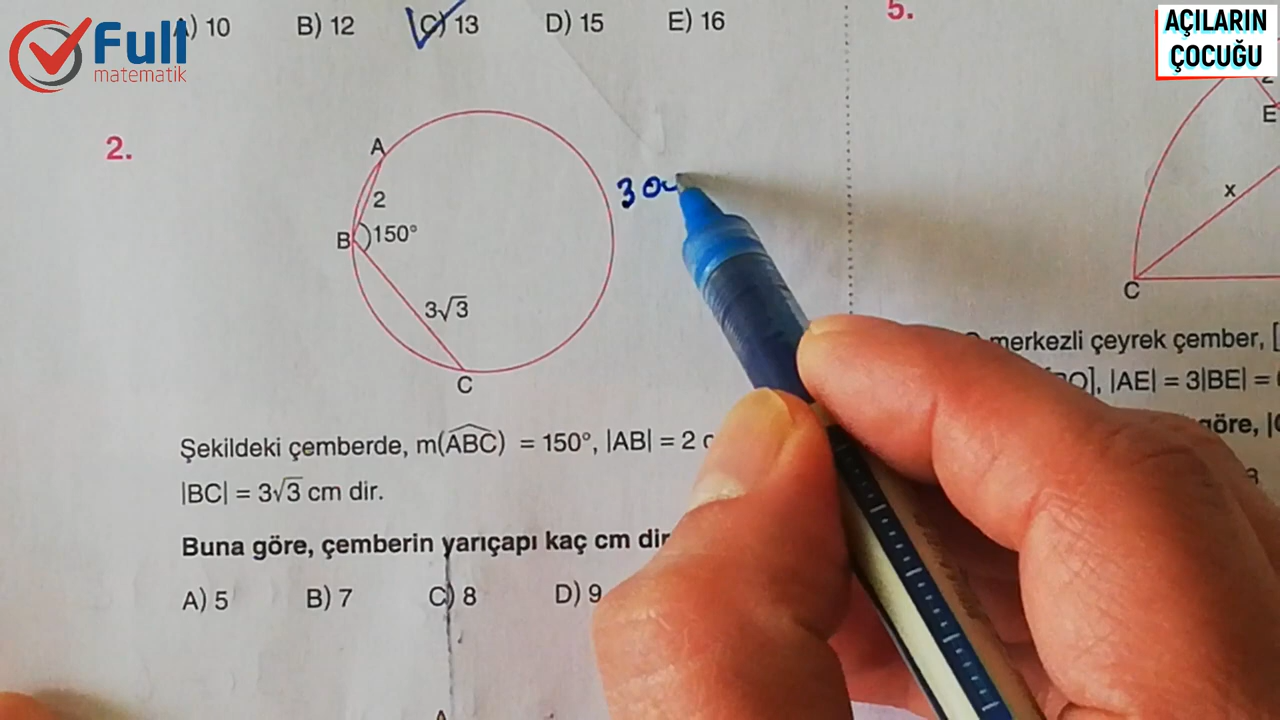 Full
matematik
AÇILARIN
ÇOCUĞU
A) 10 B) 12 C) 13 D) 15 E) 16
2.
A
2
B 150°
3√3
C
300
Şekildeki çemberde, m(ABC) = 150°, |AB| = 2
|BC| = 3√3 cm dir.
Buna göre, çemberin yarıçapı kaç cm dir
A) 5 B) 7 C) 8 D) 9
5.
E
x
C
merkezli çeyrek çember, [
|AE| = 3|BE| =
göre,